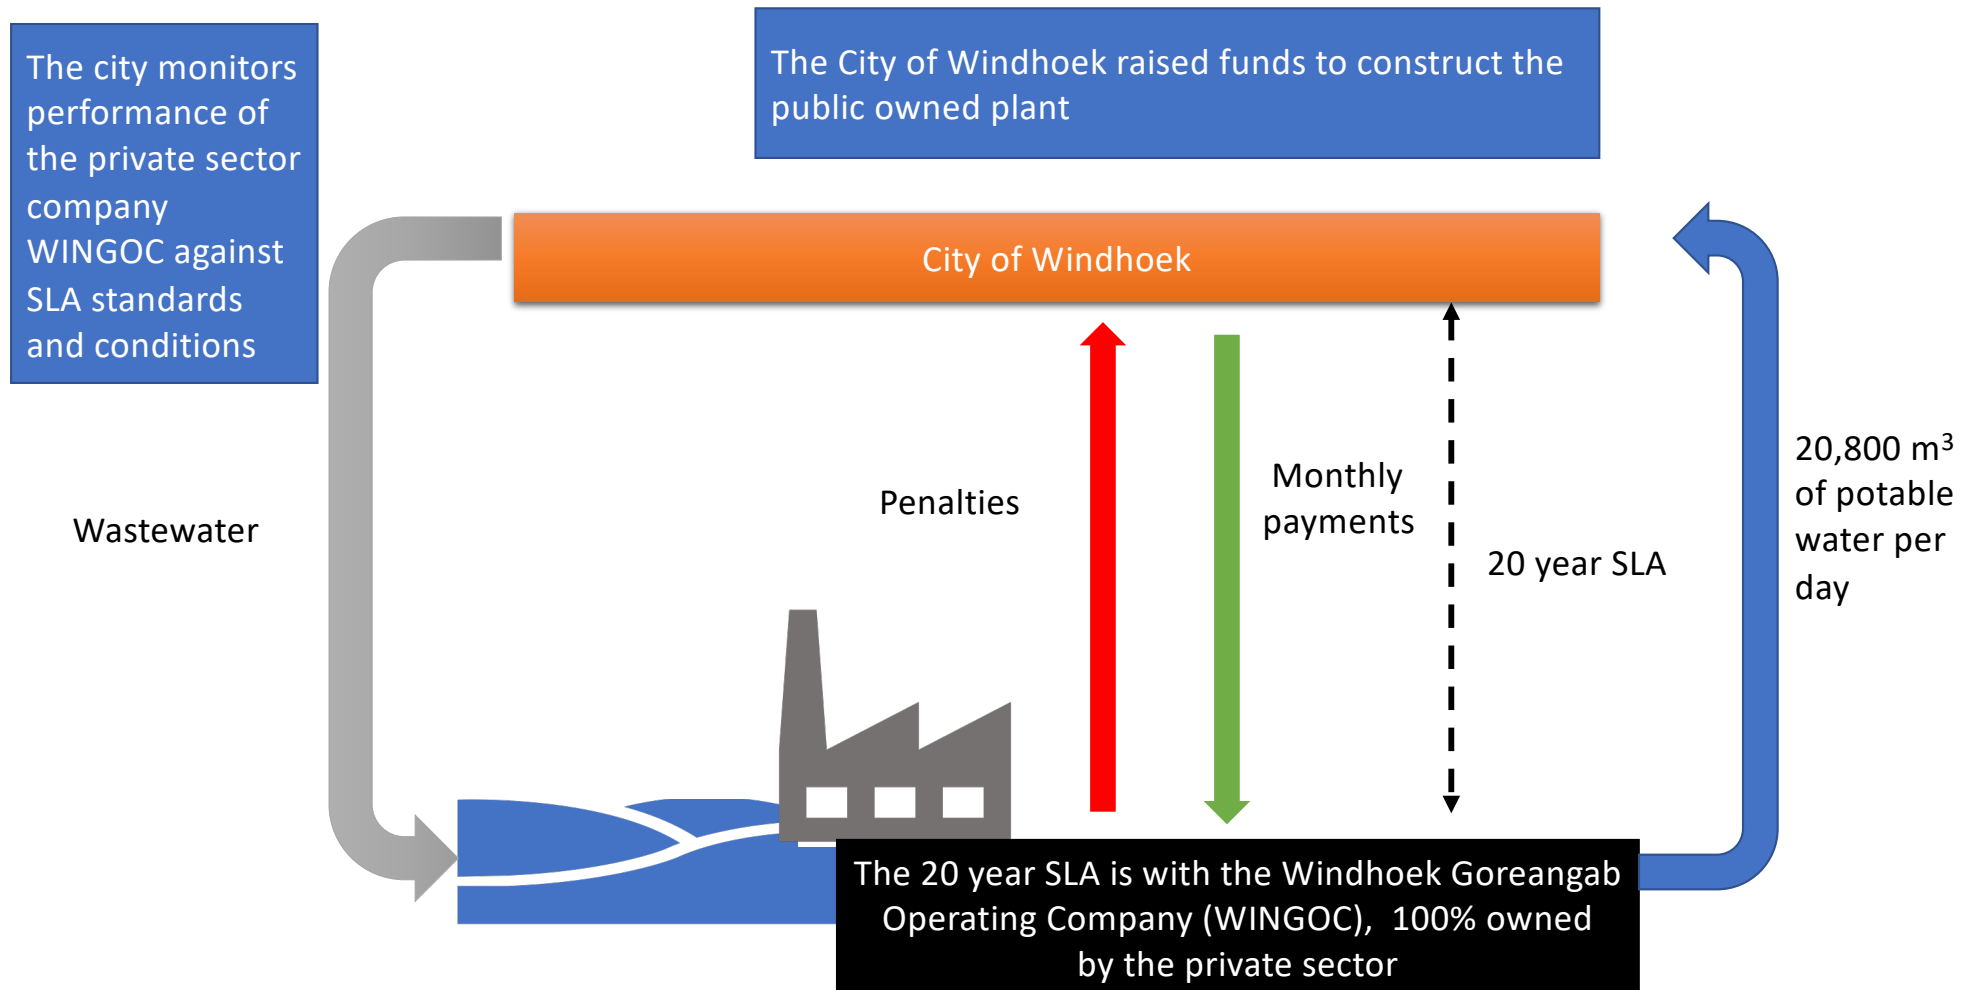 The city monitors
performance of
the private sector
company
WINGOC against
SLA standards
and conditions
The City of Windhoek raised funds to construct the
public owned plant
City of Windhoek
Wastewater
Penalties
Monthly
payments
20 year SLA
20,800 m³
of potable
water per
day
The 20 year SLA is with the Windhoek Goreangab
Operating Company (WINGOC),  100% owned
by the private sector